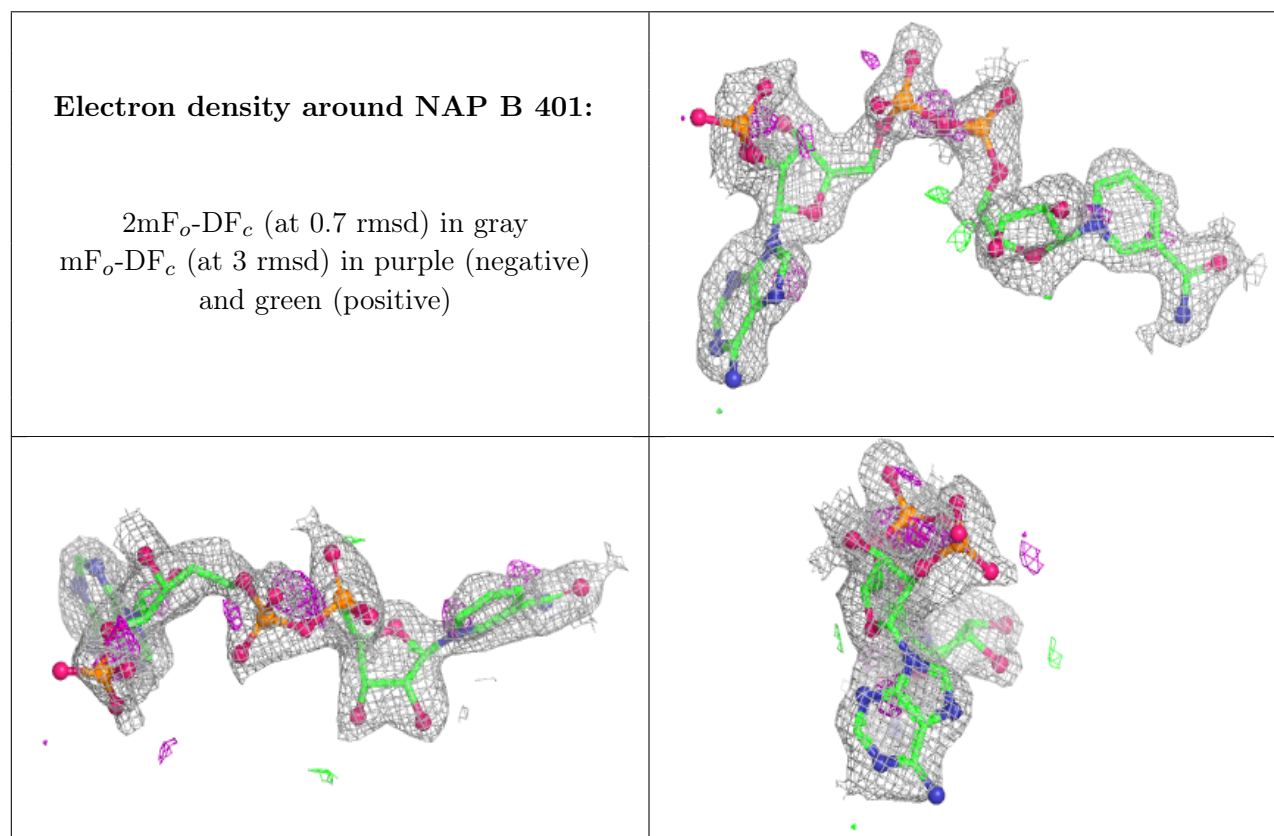 Electron density around NAP B 401:
2mFo-DFc (at 0.7 rmsd) in gray
mFo-DFc (at 3 rmsd) in purple (negative)
and green (positive)